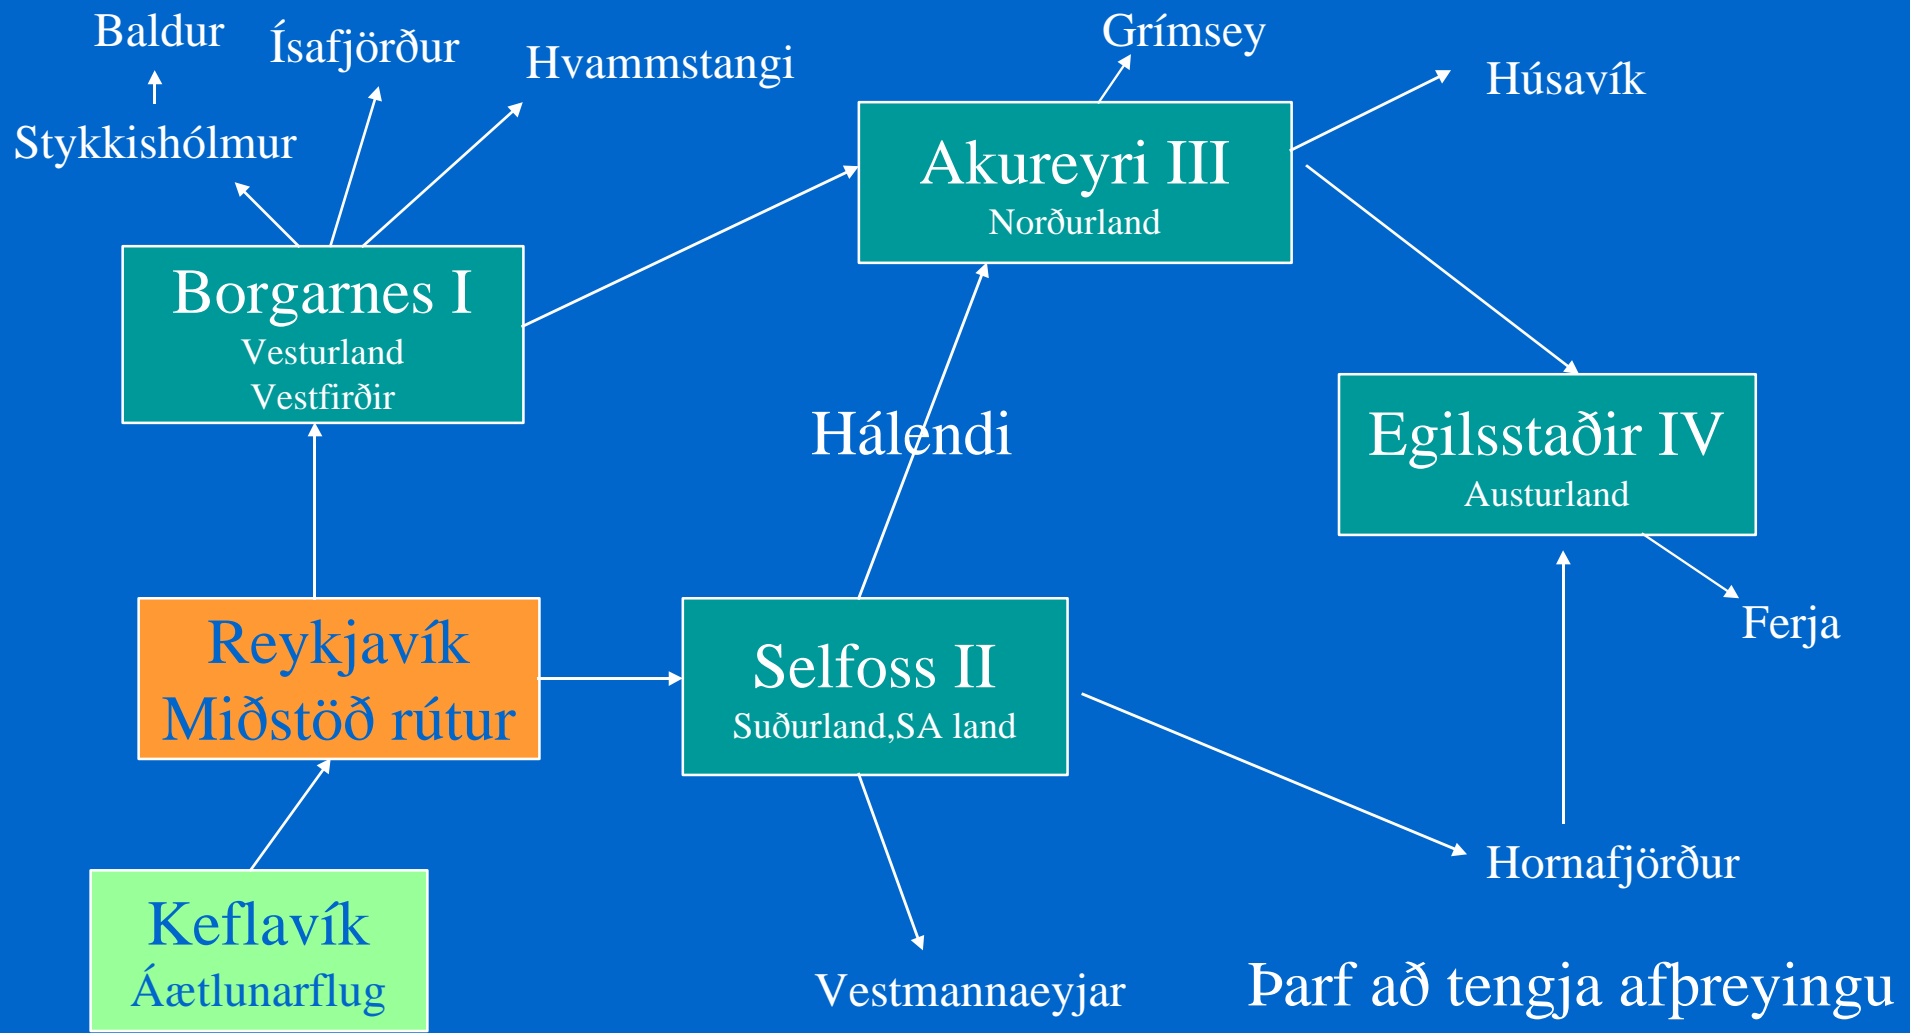 Baldur
Ísafjörður
Hvammstangi
Grímsey
Húsavík
Stykkishólmur
Akureyri III
Norðurland
Borgarnes I
Vesturland
Vestfirðir
Hálendi
Egilsstaðir IV
Austurland
Ferja
Reykjavík
Miðstöð rútur
Selfoss II
Suðurland,SA land
Hornafjörður
Keflavík
Áætlunarflug
Vestmannaeyjar
Þarf að tengja afþreyingu